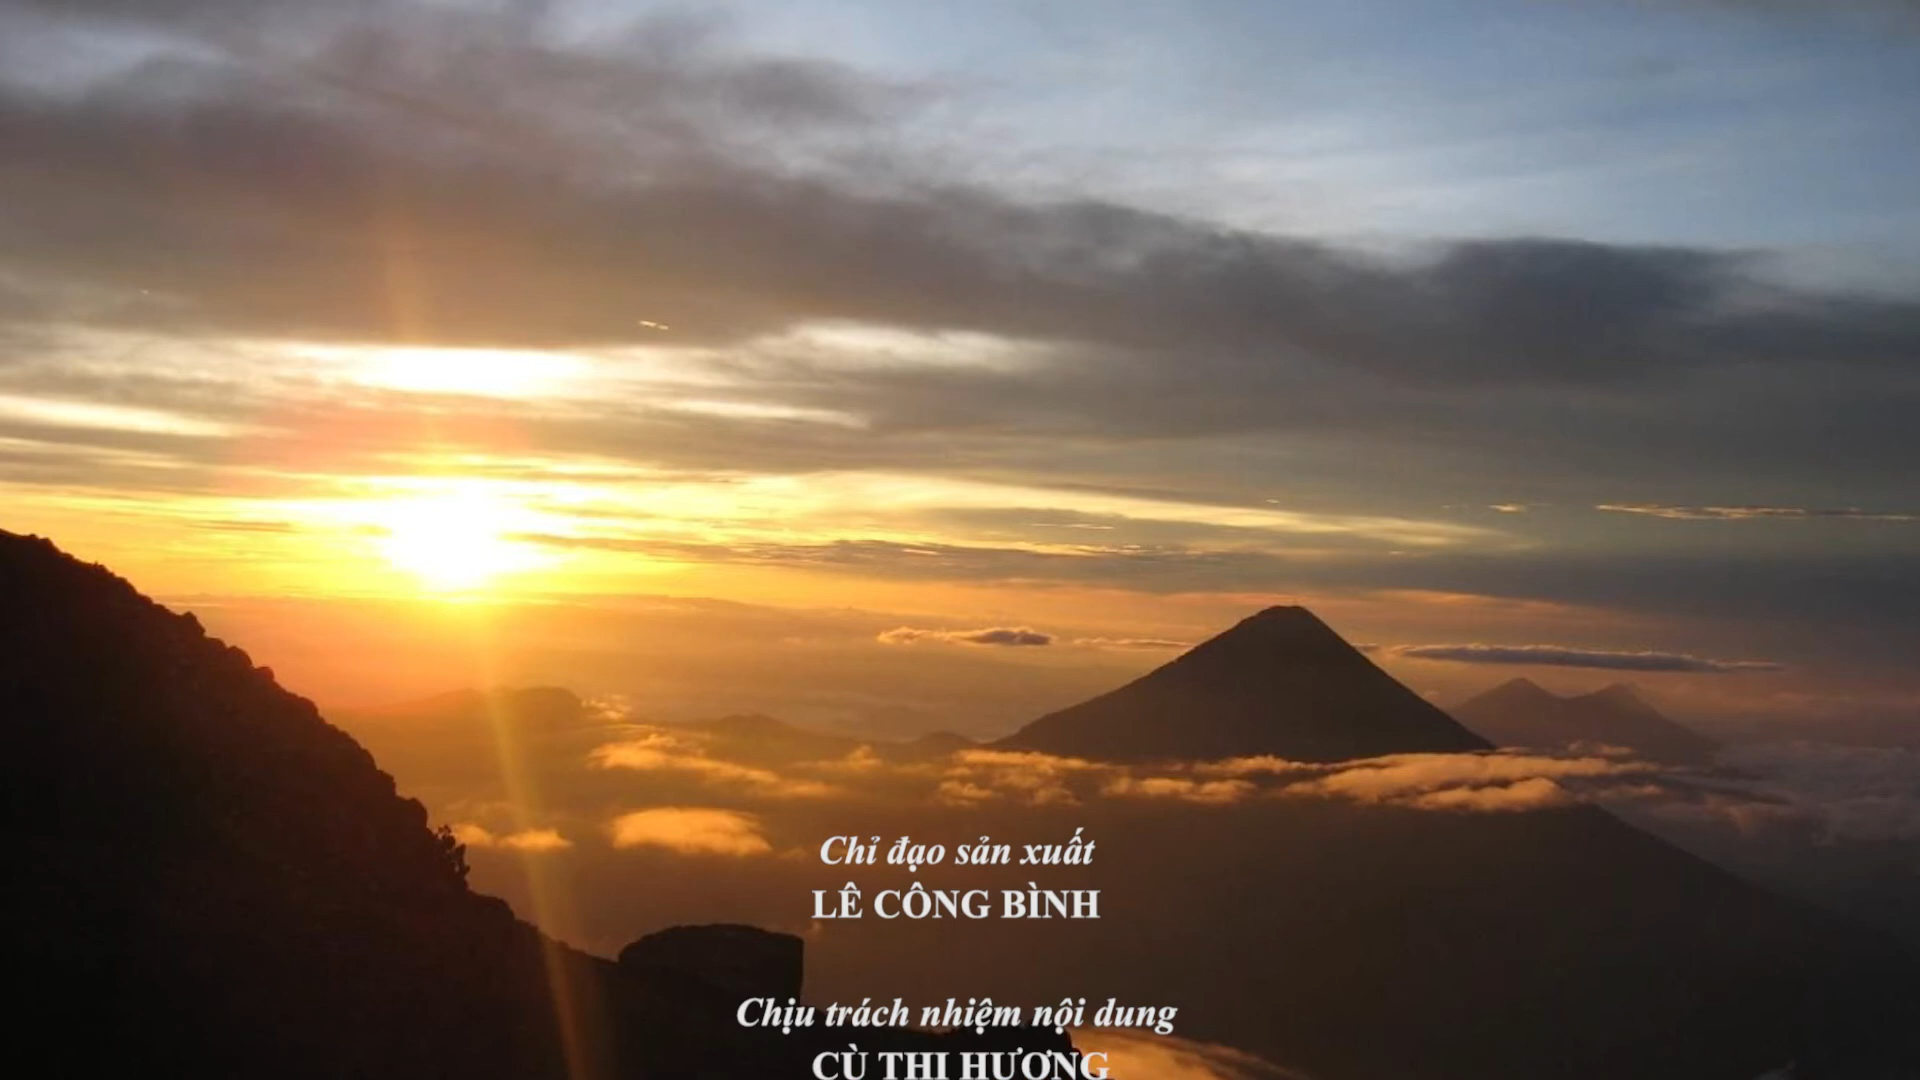 Chỉ đạo sản xuất
LÊ CÔNG BÌNH
Chịu trách nhiệm nội dung
CÙ THI HƯƠNG